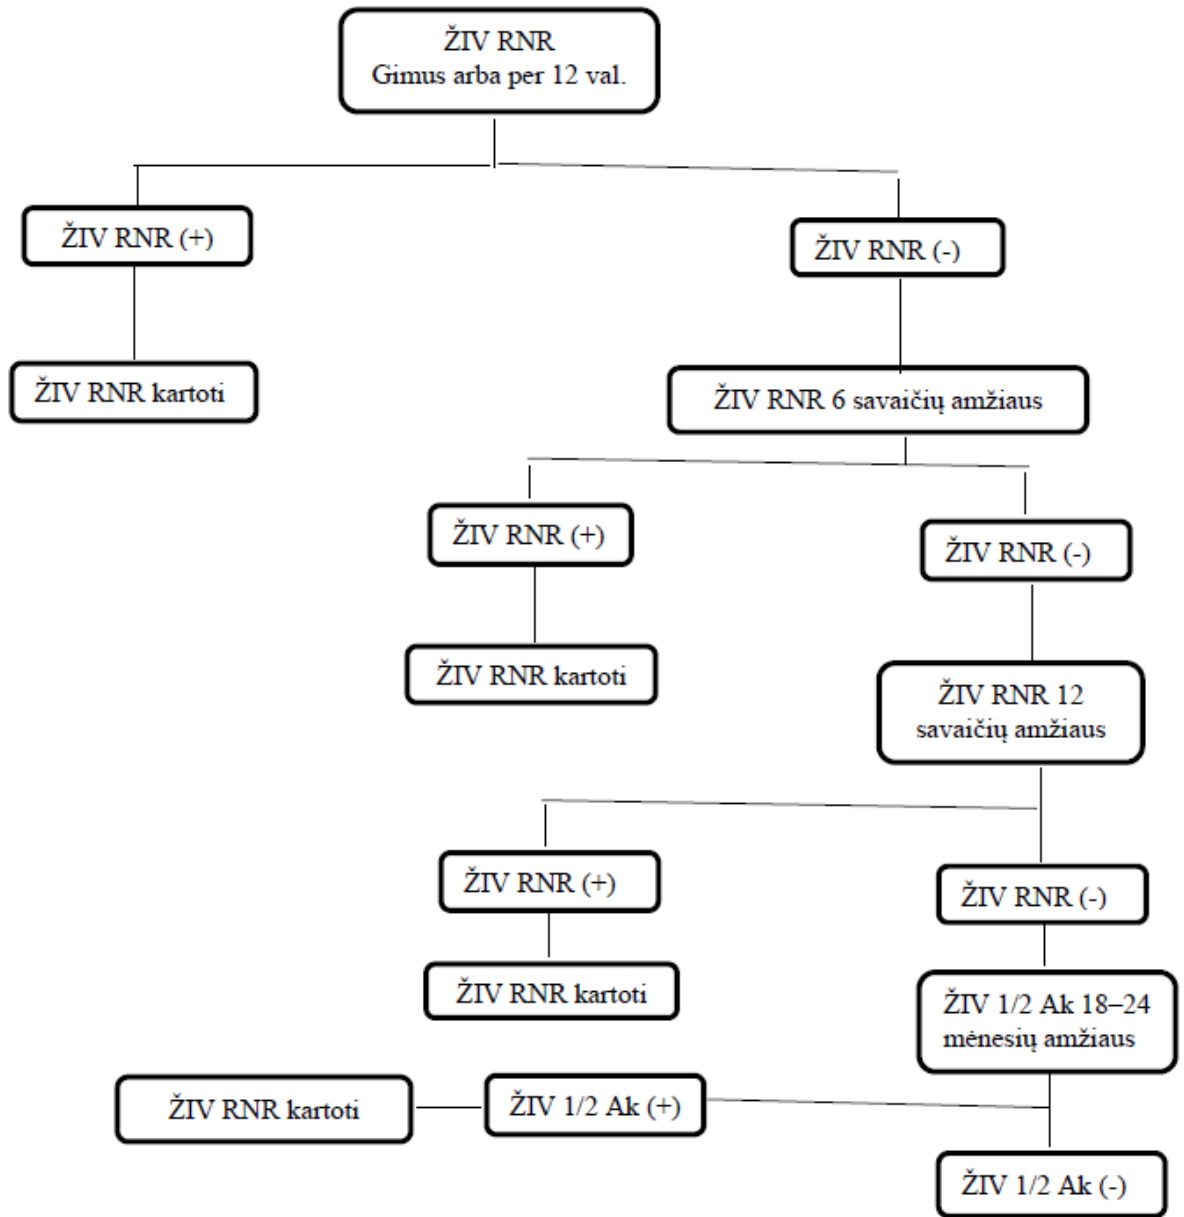 ŽIV RNR
Gimus arba per 12 val.
ŽIV RNR (+)
ŽIV RNR (-)
ŽIV RNR kartoti
ŽIV RNR 6 savaičių amžiaus
ŽIV RNR (+)
ŽIV RNR (-)
ŽIV RNR kartoti
ŽIV RNR 12
savaičių amžiaus
ŽIV RNR (+)
ŽIV RNR (-)
ŽIV RNR kartoti
ŽIV 1/2 Ak 18–24
mėnesių amžiaus
ŽIV RNR kartoti
ŽIV 1/2 Ak (+)
ŽIV 1/2 Ak (-)